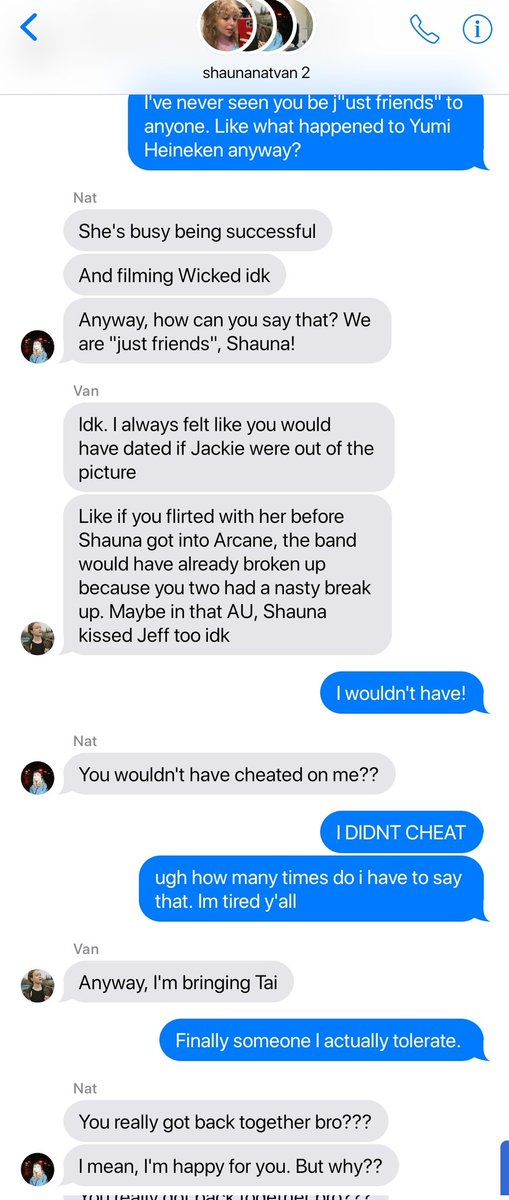 shaunanatvan 2
I've never seen you be j"ust friends" to
anyone. Like what happened to Yumi
Heineken anyway?
Nat
She's busy being successful
And filming Wicked idk
Anyway, how can you say that? We
are "just friends", Shauna!
Van
Idk. I always felt like you would
have dated if Jackie were out of the
picture
Like if you flirted with her before
Shauna got into Arcane, the band
would have already broken up
because you two had a nasty break
up. Maybe in that AU, Shauna
kissed Jeff too idk
I wouldn't have!
Nat
You wouldn't have cheated on me??
I DIDNT CHEAT
ugh how many times do i have to say
that. Im tired y'all
Van
Anyway, I'm bringing Tai
Finally someone I actually tolerate.
Nat
You really got back together bro???
I mean, I'm happy for you. But why??
You really got back together bro???